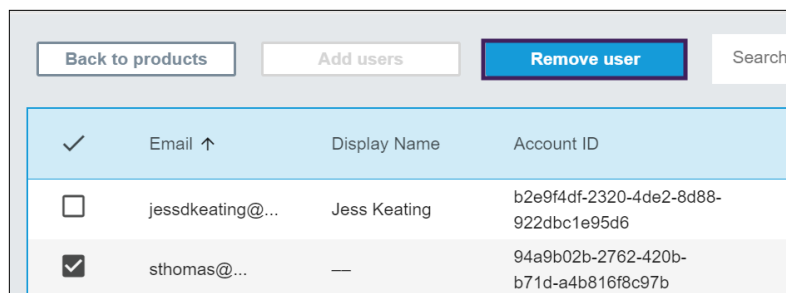 Back to products Add users Remove user Search
Email ↑ Display Name Account ID
jessdkeating@... Jess Keating b2e9f4df-2320-4de2-8d88-
922dbc1e95d6
sthomas@... — 94a9b02b-2762-420b-
b71d-a4b816f8c97b